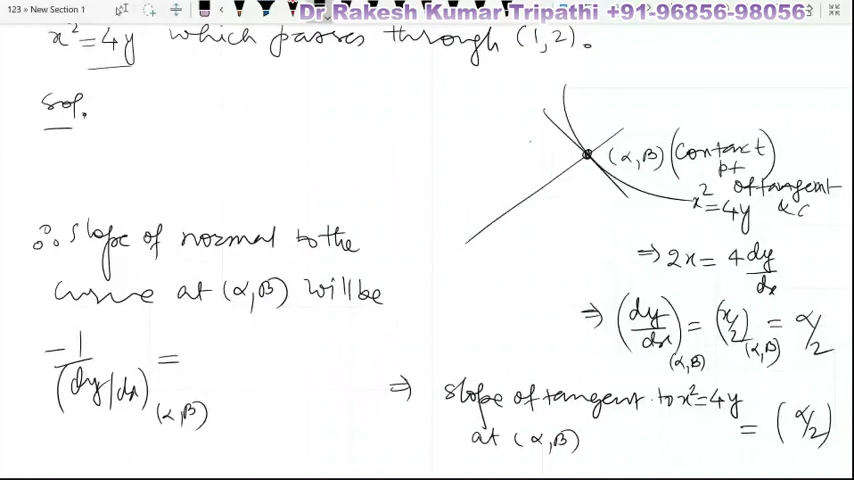 123 » New Section 1
Dr Rakesh Kumar Tripathi +91-96856-98056
x² = 4y which passes through (1, 2).
Sol.
(α, β) (Contact pt of tangent & C
x² = 4y
⇒ 2x = 4 dy/dx
⇒ (dy/dx)(α, β) = (x/2)(α, β) = α/2
⇒ Slope of tangent to x² = 4y
at (α, β) = (α/2)
∴ Slope of normal to the
curve at (α, β) will be
-1/(dy/dx)(α, β) =